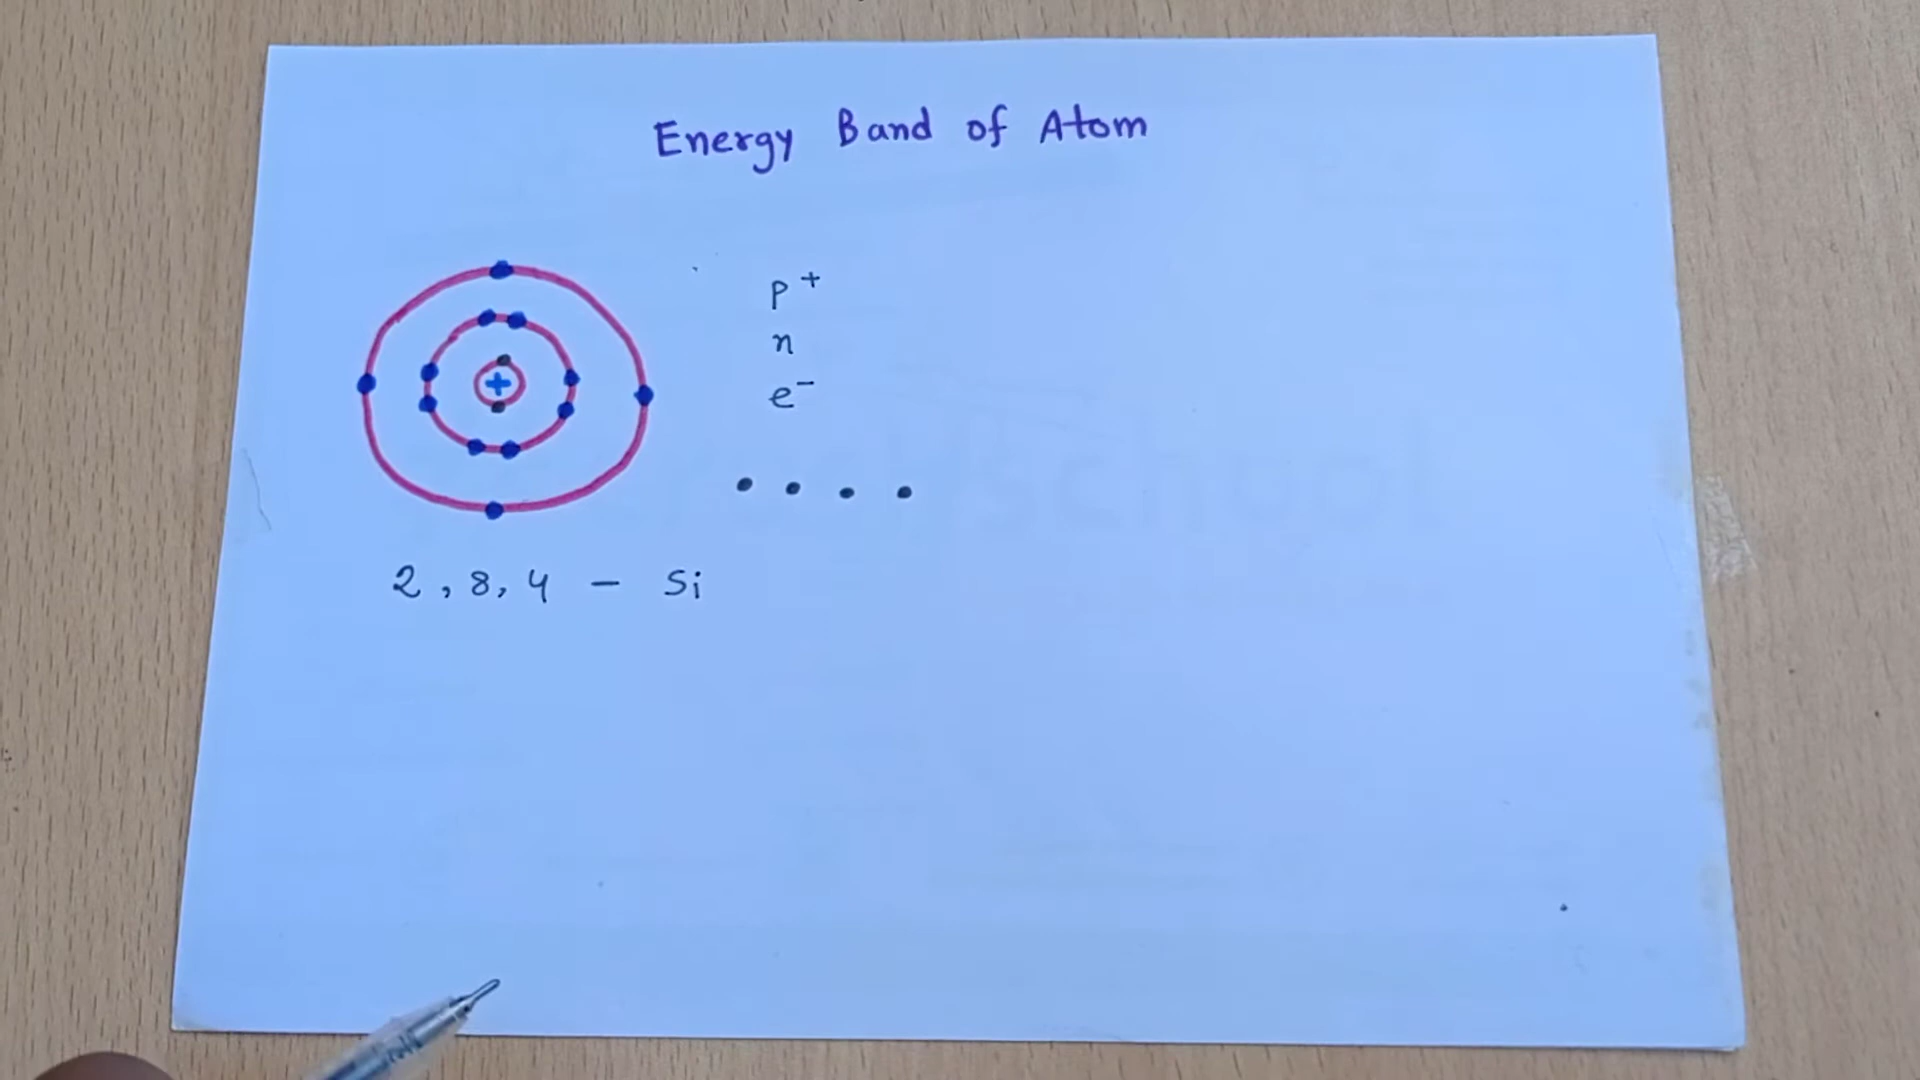 Energy Band of Atom
+
p+
n
e-
2, 8, 4 - Si